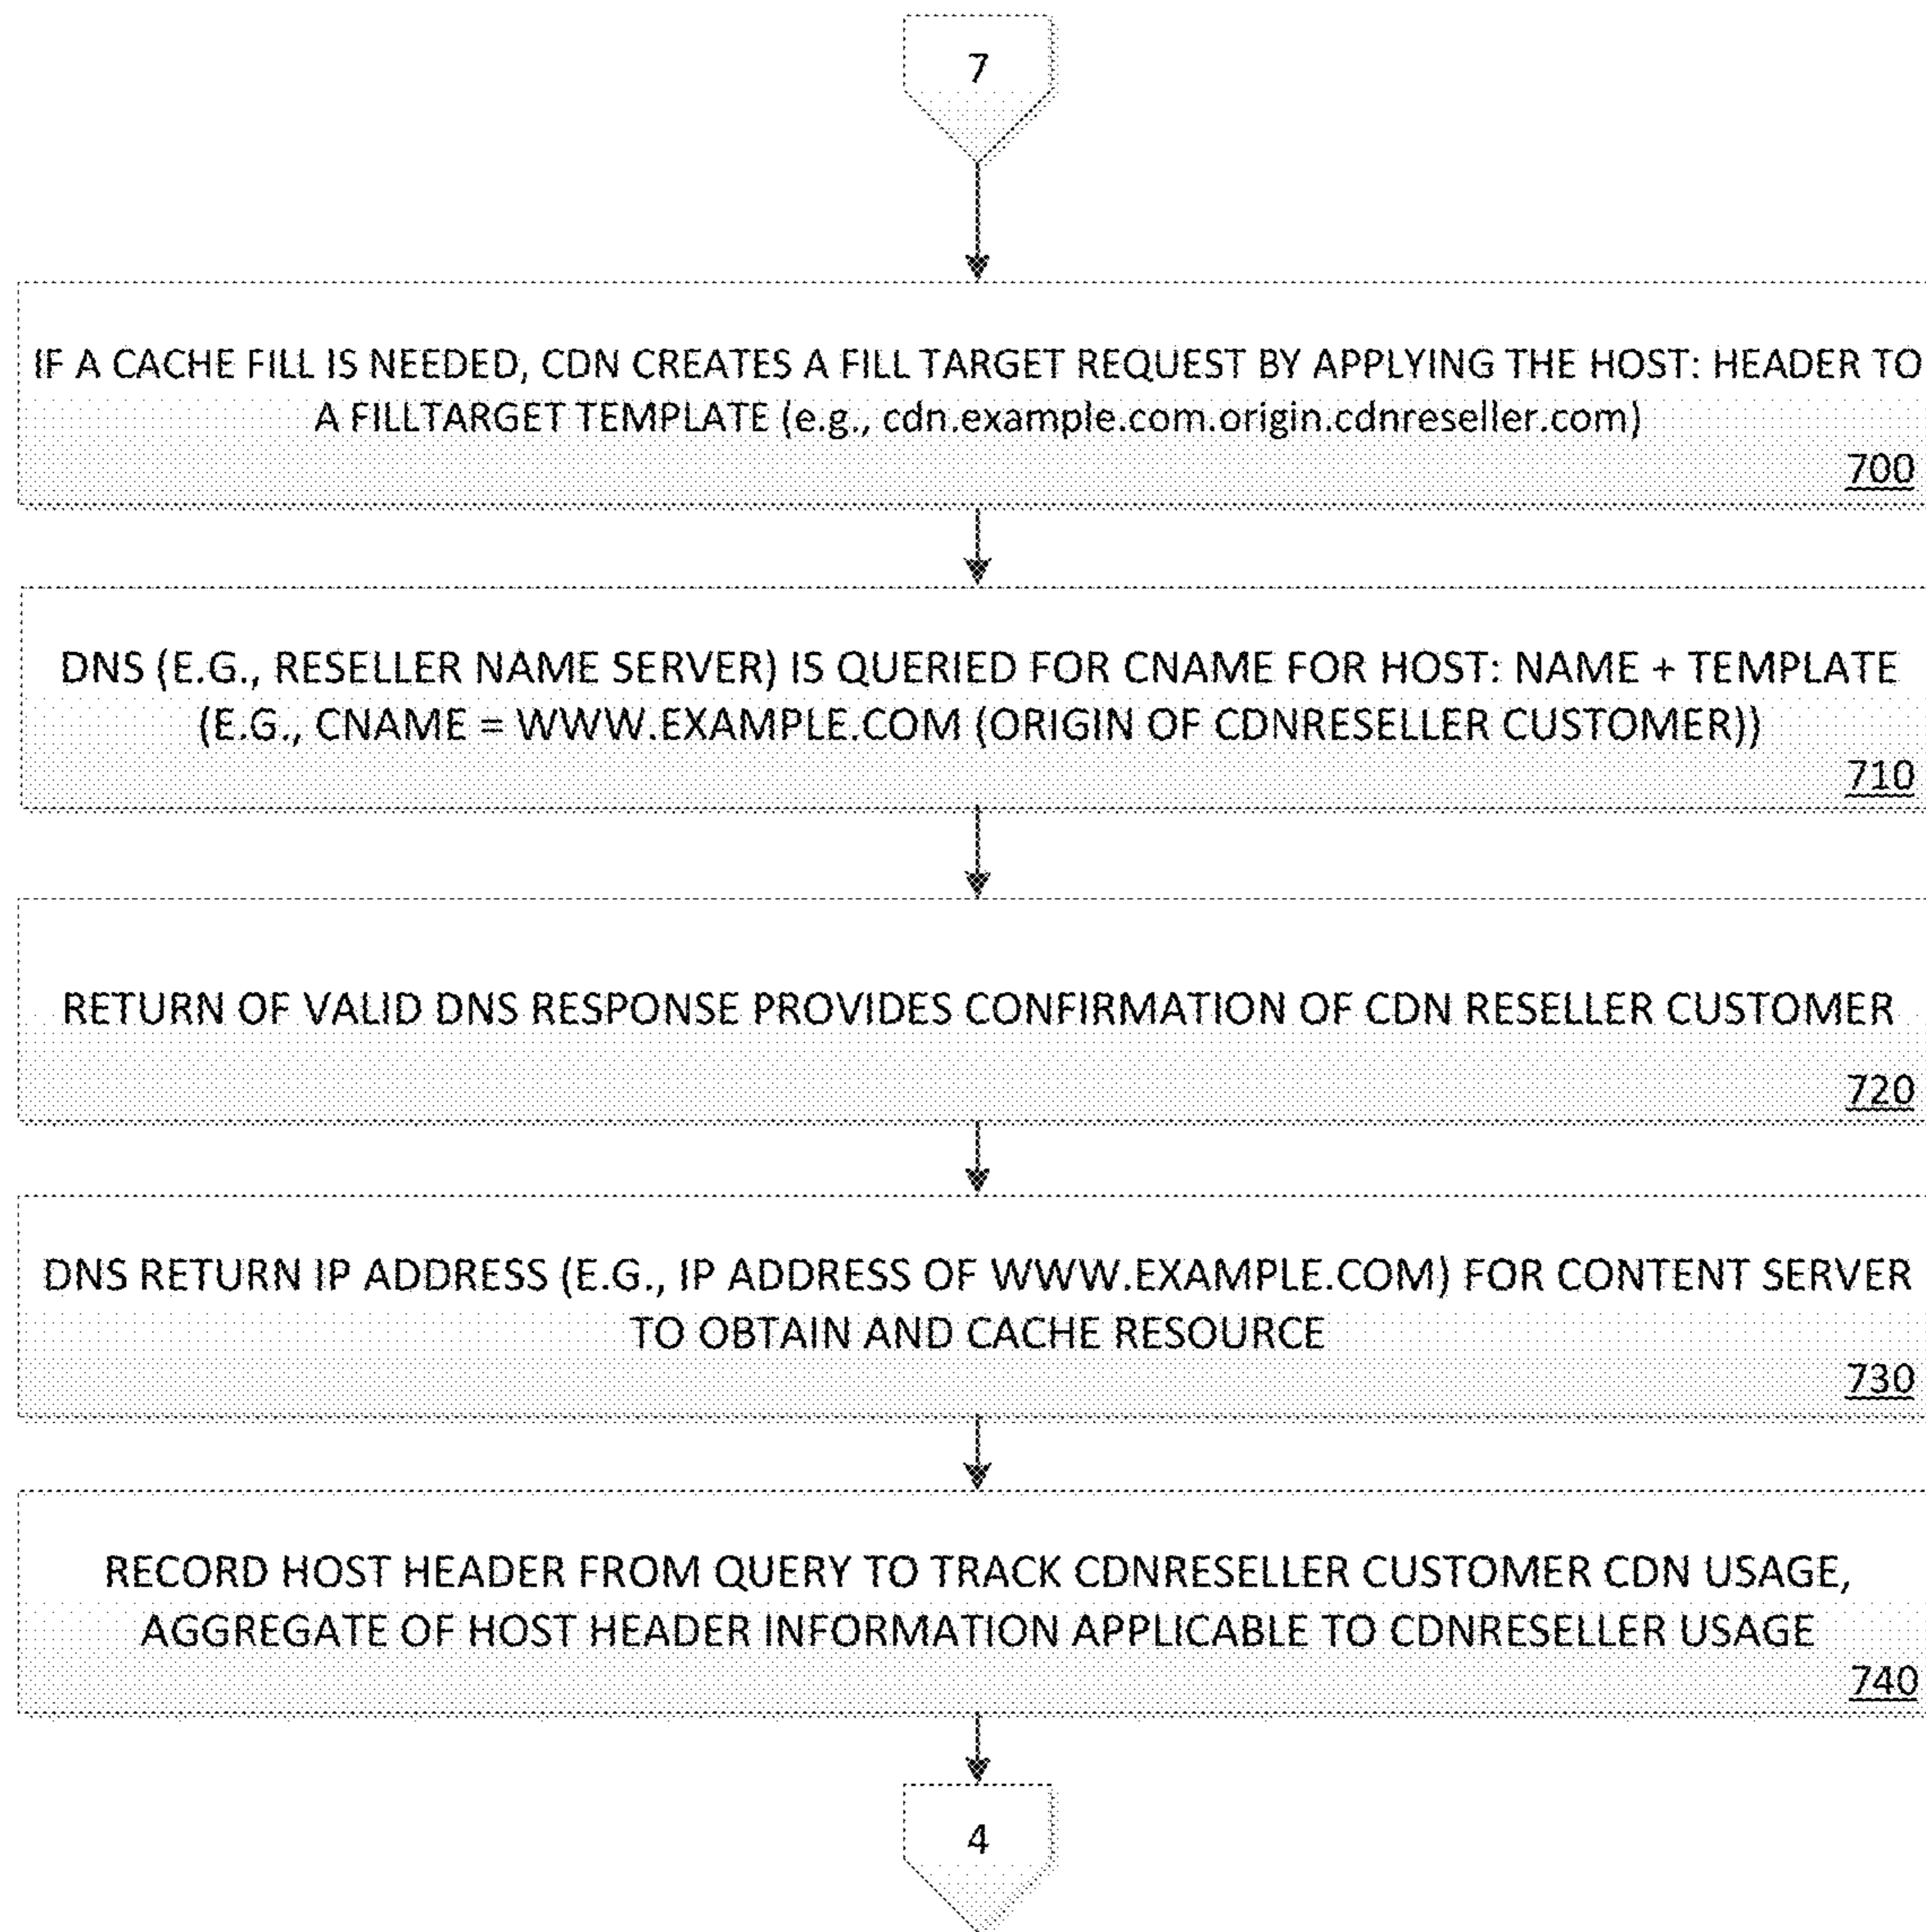 7
IF A CACHE FILL IS NEEDED, CDN CREATES A FILL TARGET REQUEST BY APPLYING THE HOST: HEADER TO
A FILLTARGET TEMPLATE (e.g., cdn.example.com.origin.cdnreseller.com)
700
DNS (E.G., RESELLER NAME SERVER) IS QUERIED FOR CNAME FOR HOST: NAME + TEMPLATE
(E.G., CNAME = WWW.EXAMPLE.COM (ORIGIN OF CDNRESELLER CUSTOMER))
710
RETURN OF VALID DNS RESPONSE PROVIDES CONFIRMATION OF CDN RESELLER CUSTOMER
720
DNS RETURN IP ADDRESS (E.G., IP ADDRESS OF WWW.EXAMPLE.COM) FOR CONTENT SERVER
TO OBTAIN AND CACHE RESOURCE
730
RECORD HOST HEADER FROM QUERY TO TRACK CDNRESELLER CUSTOMER CDN USAGE,
AGGREGATE OF HOST HEADER INFORMATION APPLICABLE TO CDNRESELLER USAGE
740
4